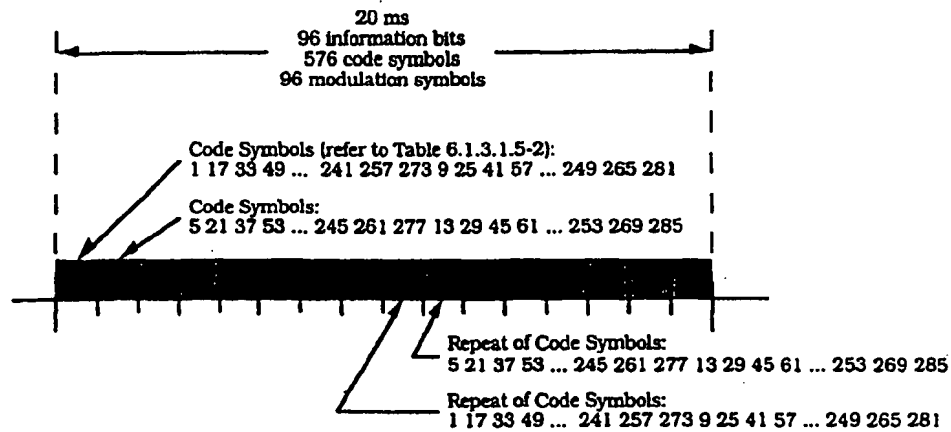 20 ms
96 information bits
576 code symbols
96 modulation symbols
Code Symbols (refer to Table 6.1.3.1.5-2):
1 17 33 49 ... 241 257 273 9 25 41 57 ... 249 265 281
Code Symbols:
5 21 37 53 ... 245 261 277 13 29 45 61 ... 253 269 285
Repeat of Code Symbols:
5 21 37 53 ... 245 261 277 13 29 45 61 ... 253 269 285
Repeat of Code Symbols:
1 17 33 49 ... 241 257 273 9 25 41 57 ... 249 265 281